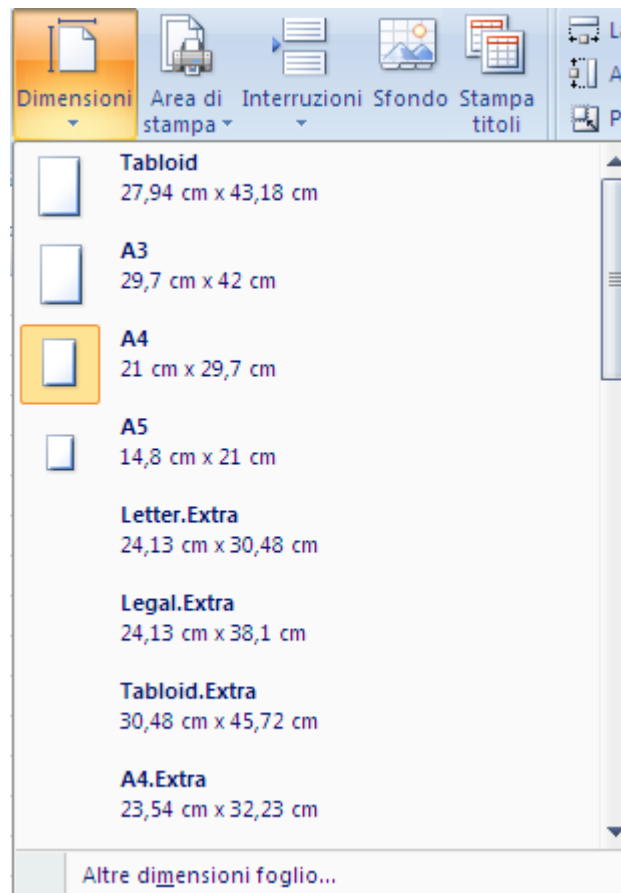 Dimensioni
Area di stampa
Interruzioni
Sfondo
Stampa titoli
Tabloid
27,94 cm x 43,18 cm
A3
29,7 cm x 42 cm
A4
21 cm x 29,7 cm
A5
14,8 cm x 21 cm
Letter.Extra
24,13 cm x 30,48 cm
Legal.Extra
24,13 cm x 38,1 cm
Tabloid.Extra
30,48 cm x 45,72 cm
A4.Extra
23,54 cm x 32,23 cm
Altre dimensioni foglio...